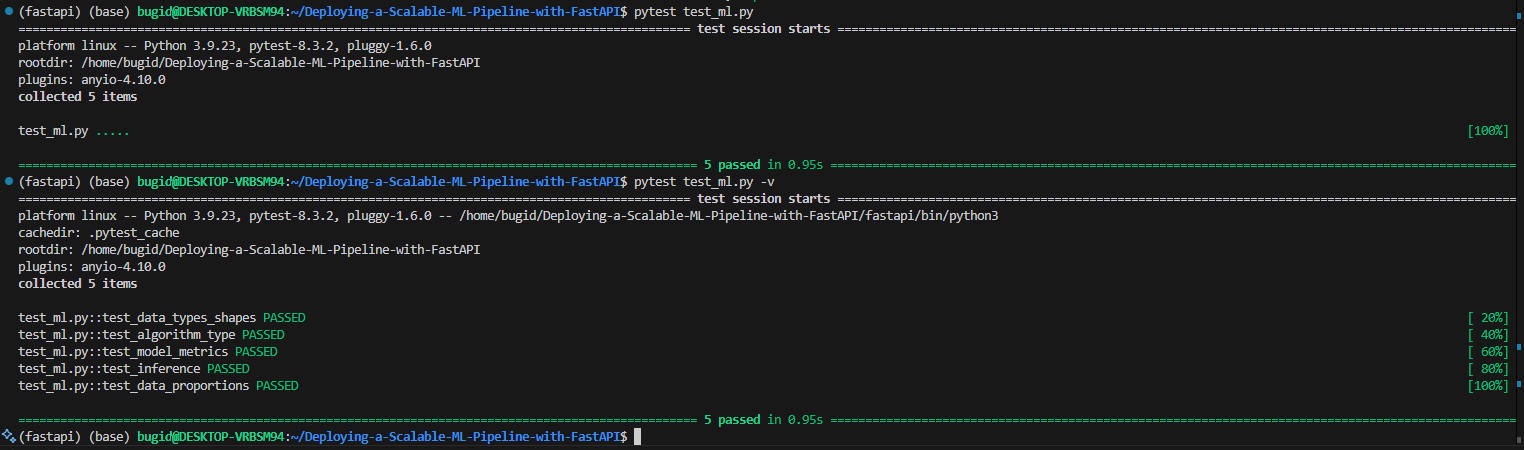 (fastapi) (base) bugid@DESKTOP-VRBSM94:~/Deploying-a-Scalable-ML-Pipeline-with-FastAPI$ pytest test_ml.py
================================================================================================ test session starts =================================================================================================
platform linux -- Python 3.9.23, pytest-8.3.2, pluggy-1.6.0
rootdir: /home/bugid/Deploying-a-Scalable-ML-Pipeline-with-FastAPI
plugins: anyio-4.10.0
collected 5 items
test_ml.py ..... [100%]
================================================================================================= 5 passed in 0.95s ==================================================================================================
(fastapi) (base) bugid@DESKTOP-VRBSM94:~/Deploying-a-Scalable-ML-Pipeline-with-FastAPI$ pytest test_ml.py -v
================================================================================================ test session starts =================================================================================================
platform linux -- Python 3.9.23, pytest-8.3.2, pluggy-1.6.0 -- /home/bugid/Deploying-a-Scalable-ML-Pipeline-with-FastAPI/fastapi/bin/python3
cachedir: .pytest_cache
rootdir: /home/bugid/Deploying-a-Scalable-ML-Pipeline-with-FastAPI
plugins: anyio-4.10.0
collected 5 items
test_ml.py::test_data_types_shapes PASSED [ 20%]
test_ml.py::test_algorithm_type PASSED [ 40%]
test_ml.py::test_model_metrics PASSED [ 60%]
test_ml.py::test_inference PASSED [ 80%]
test_ml.py::test_data_proportions PASSED [100%]
================================================================================================= 5 passed in 0.95s ==================================================================================================
(fastapi) (base) bugid@DESKTOP-VRBSM94:~/Deploying-a-Scalable-ML-Pipeline-with-FastAPI$